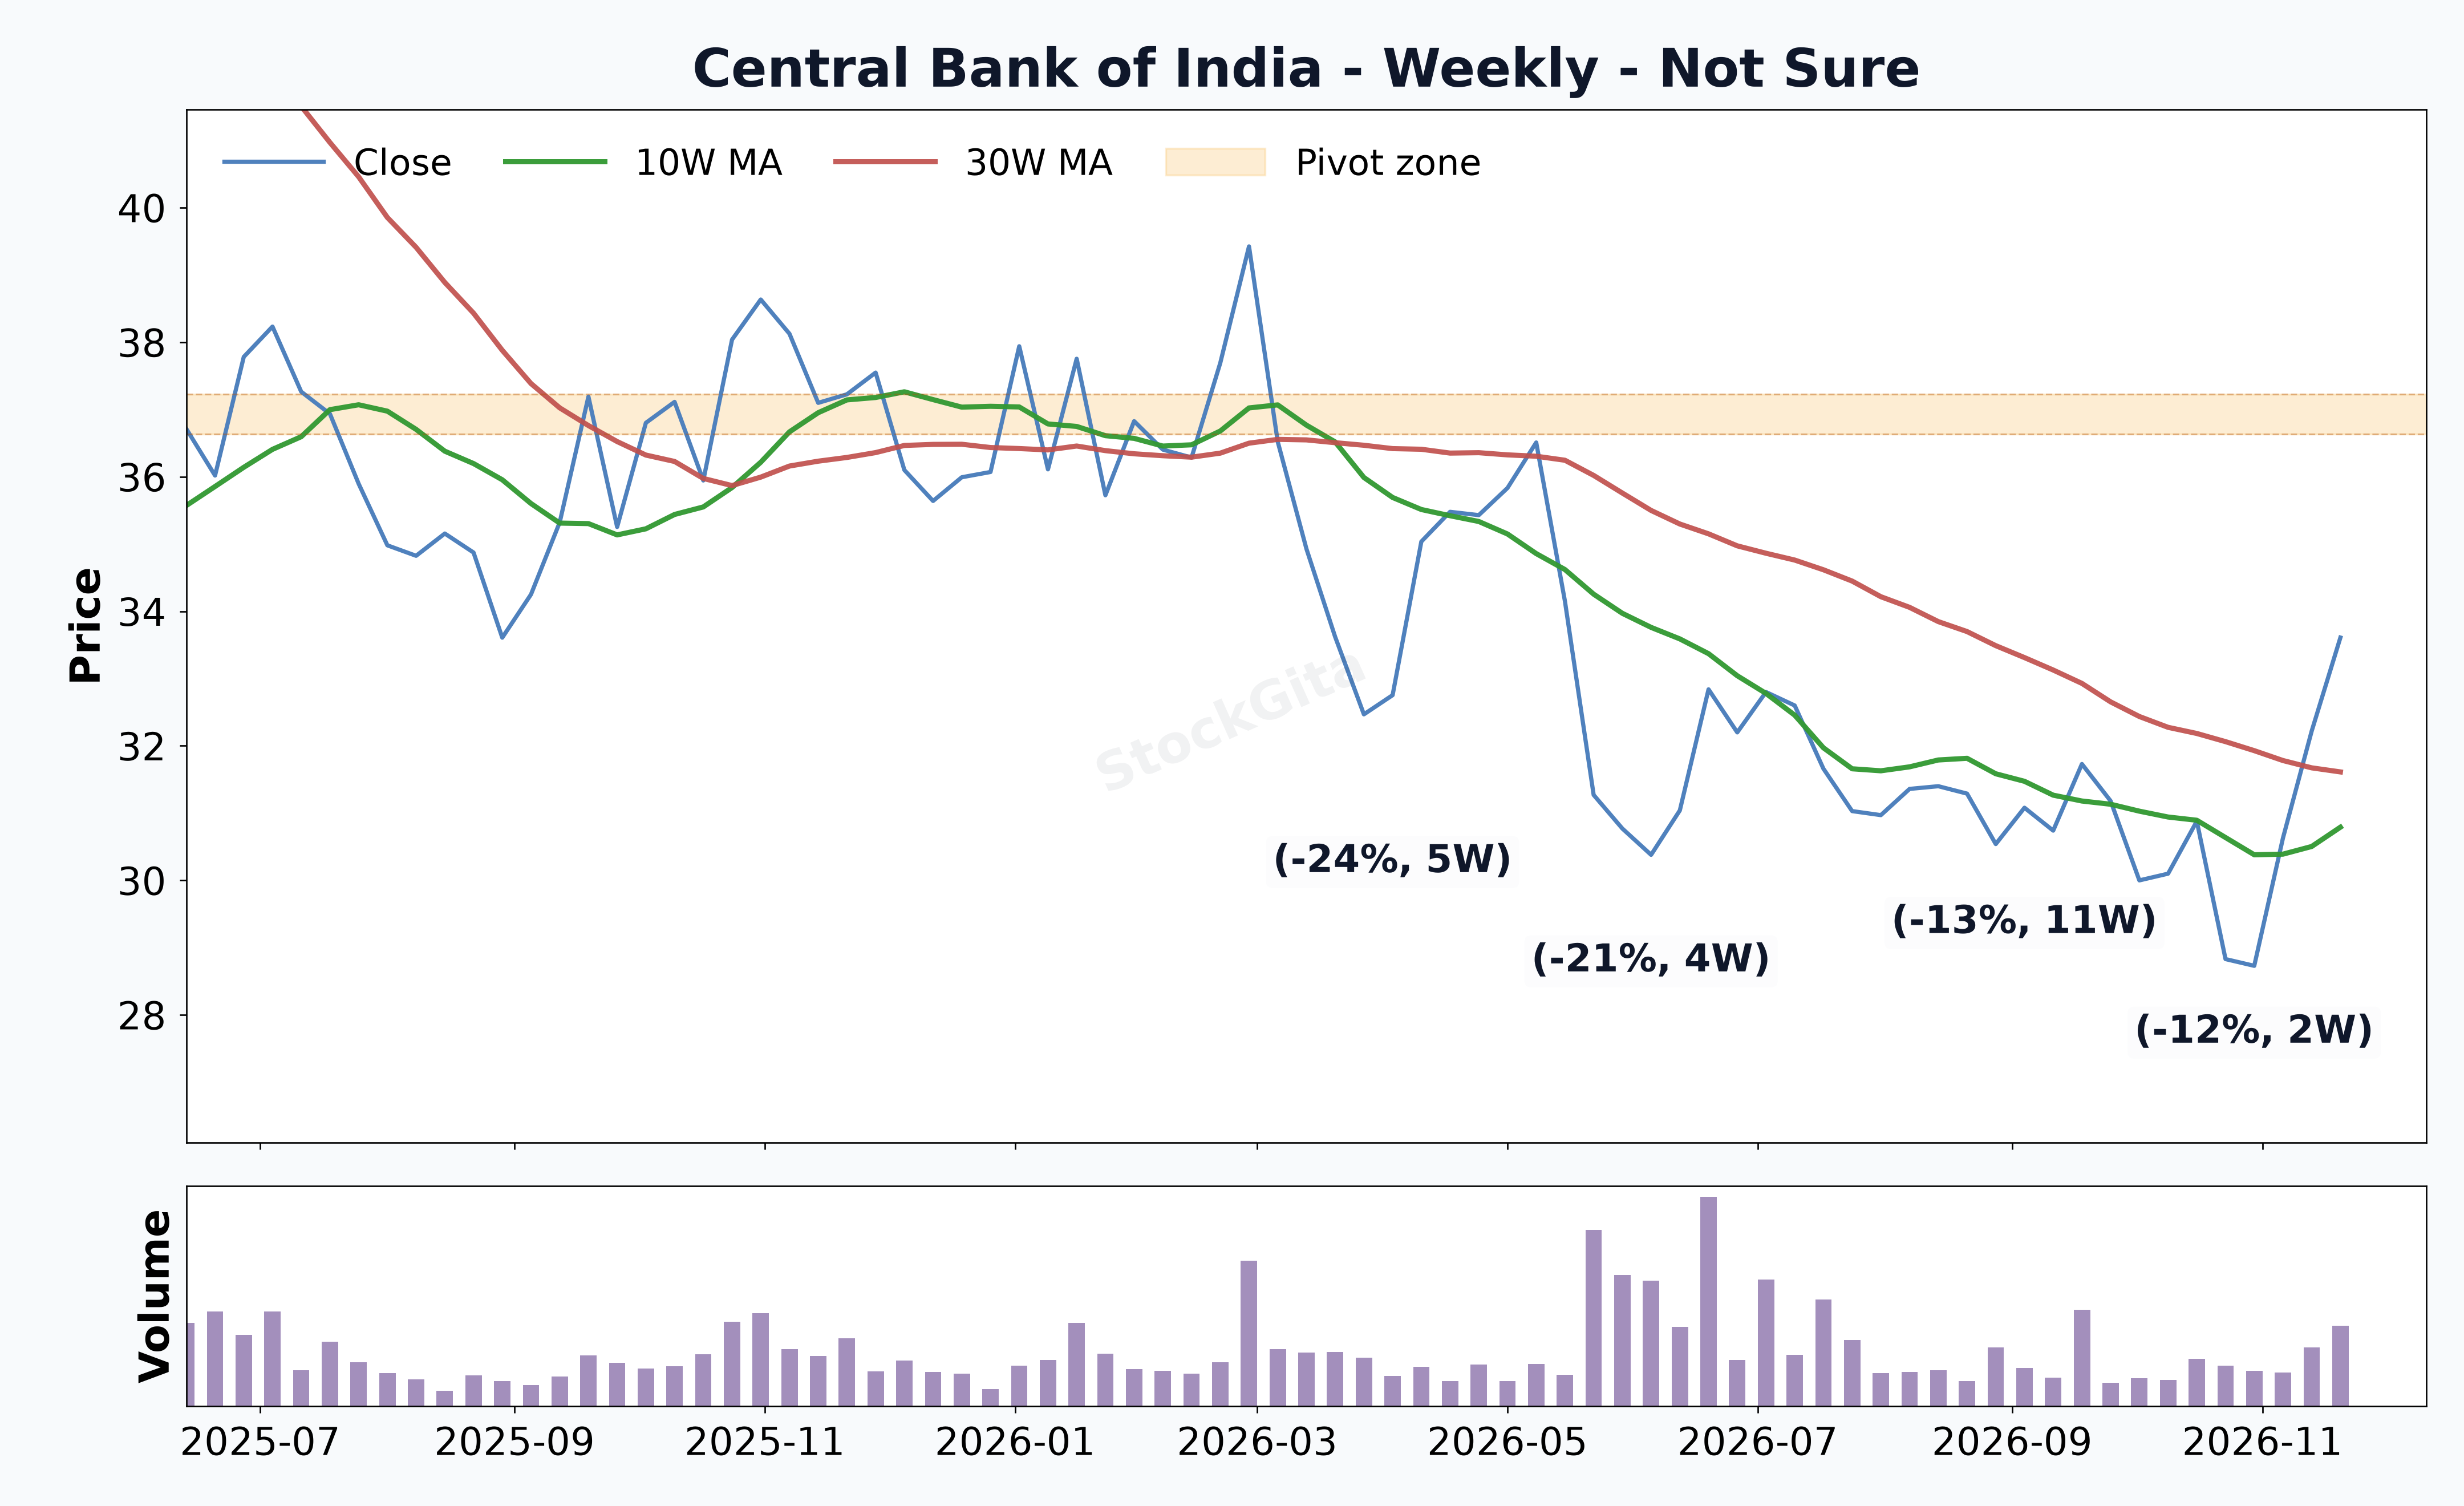 Central Bank of India - Weekly - Not Sure
Close 10W MA 30W MA Pivot zone
Price
40
38
36
34
32
30
28
StockGita
(-24%, 5W)
(-21%, 4W)
(-13%, 11W)
(-12%, 2W)
Volume
2025-07 2025-09 2025-11 2026-01 2026-03 2026-05 2026-07 2026-09 2026-11